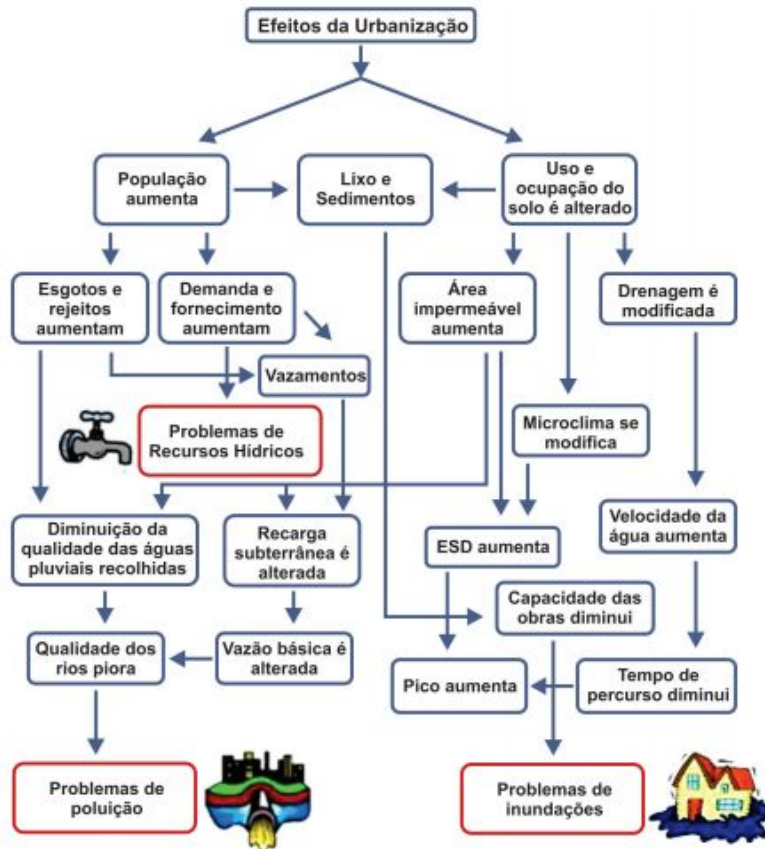 Efeitos da Urbanização
População
aumenta
Lixo e
Sedimentos
Uso e
ocupação do
solo é alterado
Esgotos e
rejeitos
aumentam
Demanda e
fornecimento
aumentam
Área
impermeável
aumenta
Drenagem é
modificada
Vazamentos
Problemas de
Recursos Hídricos
Microclima se
modifica
Diminuição da
qualidade das águas
pluviais recolhidas
Recarga
subterrânea é
alterada
ESD aumenta
Velocidade da
água aumenta
Capacidade das
obras diminui
Qualidade dos
rios piora
Vazão básica é
alterada
Pico aumenta
Tempo de
percurso diminui
Problemas de
poluição
Problemas de
inundações